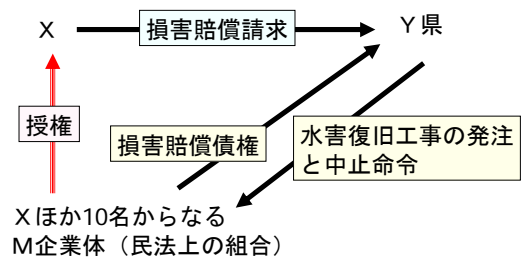 X
損害賠償請求
Y県
授権
損害賠償債権
水害復旧工事の発注
と中止命令
Xほか10名からなる
M企業体（民法上の組合）